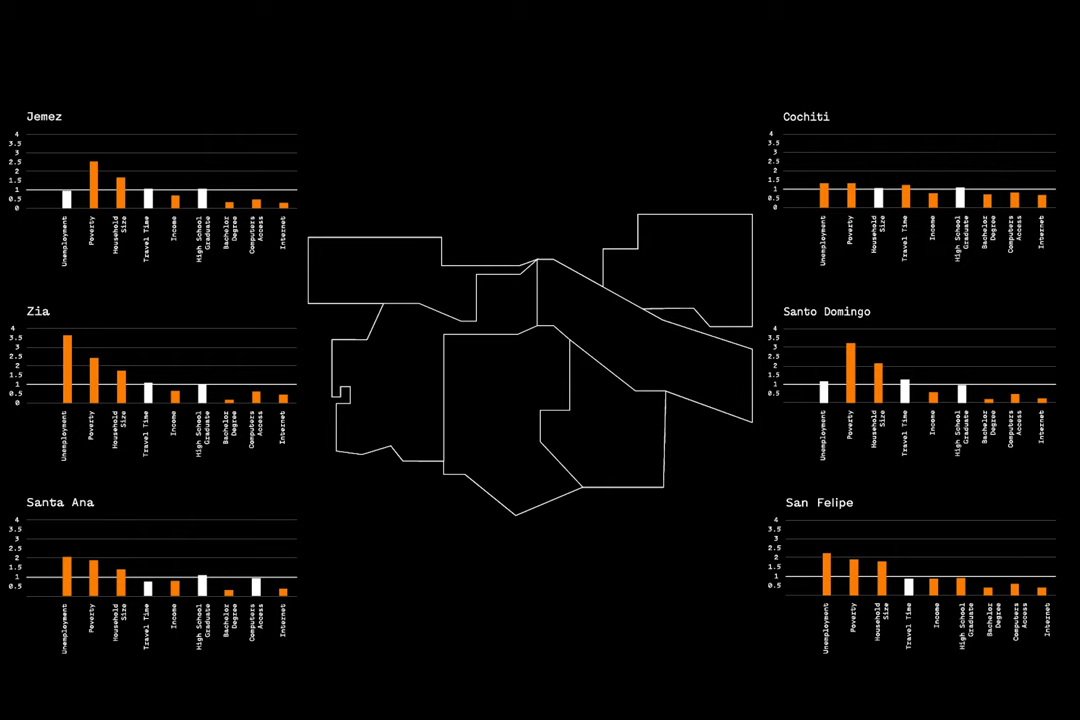 Jemez
4
3.5
3
2.5
2
1.5
1
0.5
0
Unemployment
Poverty
Household
Size
Travel Time
Income
High School
Graduate
Bachelor
Degree
Computers
Access
Internet
Zia
4
3.5
3
2.5
2
1.5
1
0.5
0
Unemployment
Poverty
Household
Size
Travel Time
Income
High School
Graduate
Bachelor
Degree
Computers
Access
Internet
Santa Ana
4
3.5
3
2.5
2
1.5
1
0.5
Unemployment
Poverty
Household
Size
Travel Time
Income
High School
Graduate
Bachelor
Degree
Computers
Access
Internet
Cochiti
4
3.5
3
2.5
2
1.5
1
0.5
0
Unemployment
Poverty
Household
Size
Travel Time
Income
High School
Graduate
Bachelor
Degree
Computers
Access
Internet
Santo Domingo
4
3.5
3
2.5
2
1.5
1
0.5
Unemployment
Poverty
Household
Size
Travel Time
Income
High School
Graduate
Bachelor
Degree
Computers
Access
Internet
San Felipe
4
3.5
3
2.5
2
1.5
1
0.5
Unemployment
Poverty
Household
Size
Travel Time
Income
High School
Graduate
Bachelor
Degree
Computers
Access
Internet